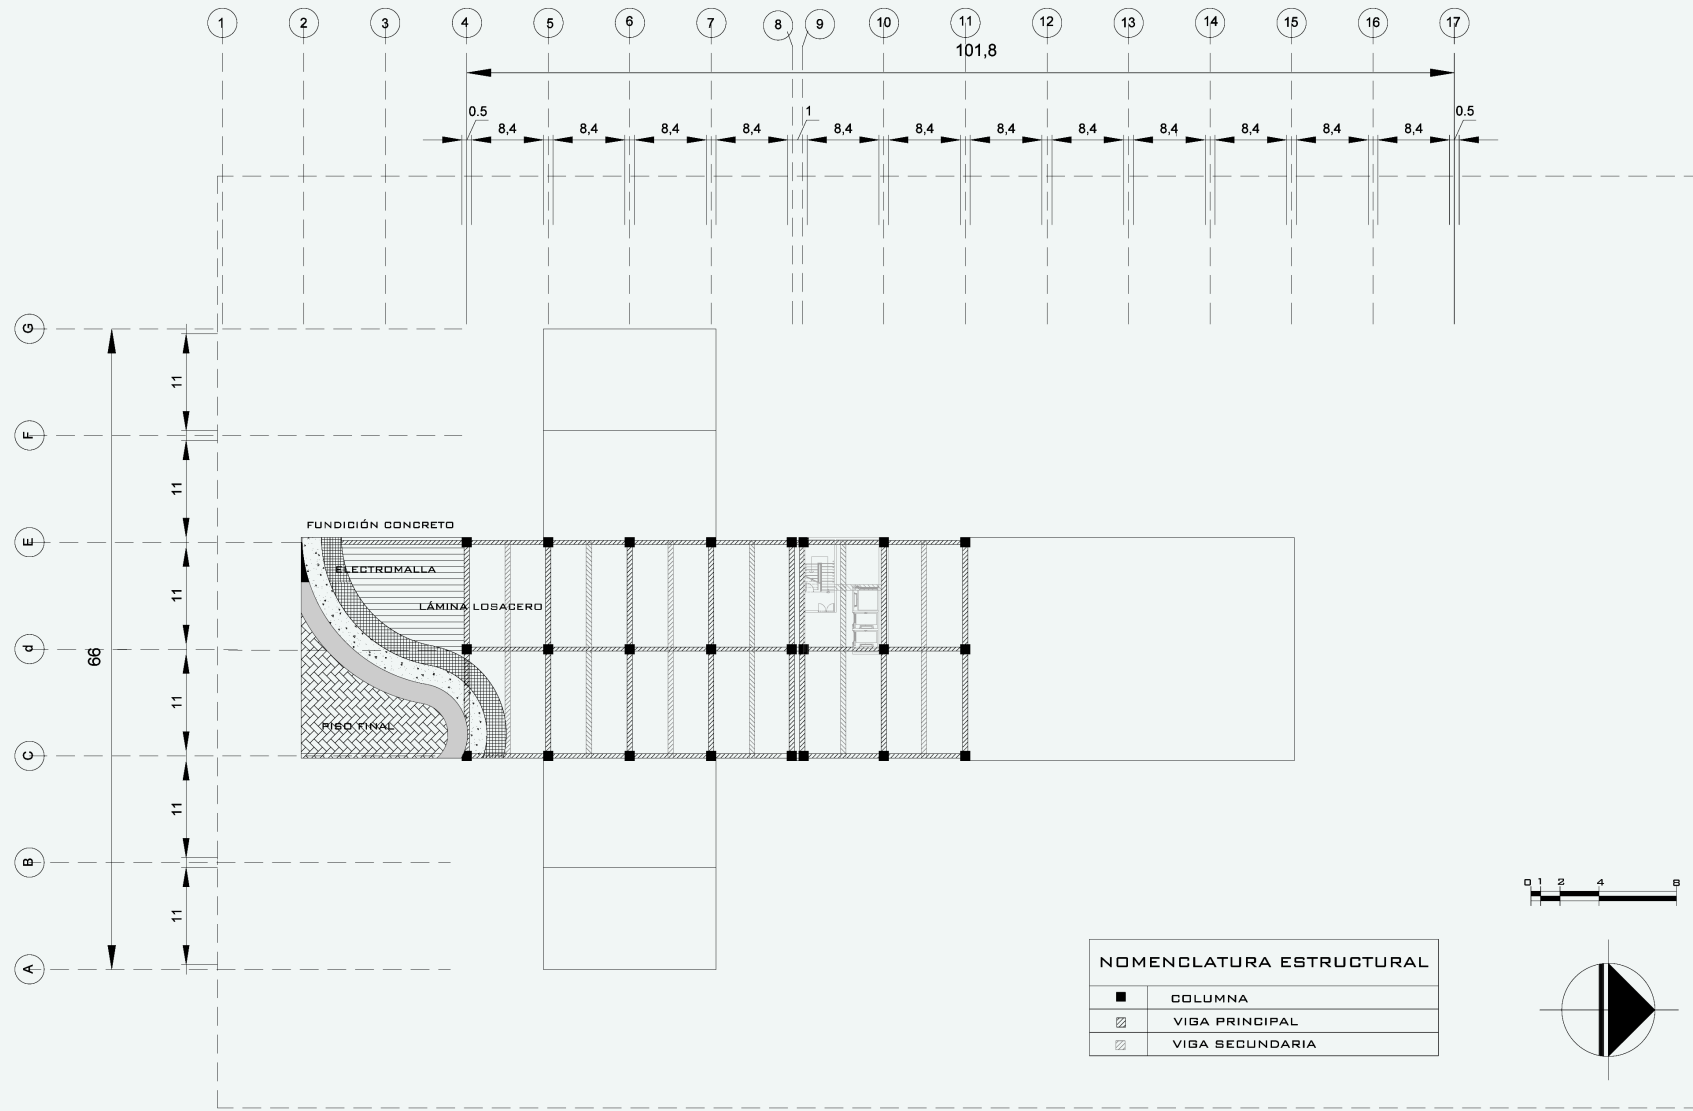 1 2 3 4 5 6 7 8 9 10 11 12 13 14 15 16 17
101,8
0.5 1 0.5
8,4 8,4 8,4 8,4 8,4 8,4 8,4 8,4 8,4 8,4 8,4 8,4
G
11
F
11
E
FUNDICIÓN CONCRETO
ELECTROMALLA
11
LÁMINA LOSACERO
d
66
11
PISO FINAL
C
11
B
11
A
0 1 2 4 8
NOMENCLATURA ESTRUCTURAL
COLUMNA
VIGA PRINCIPAL
VIGA SECUNDARIA